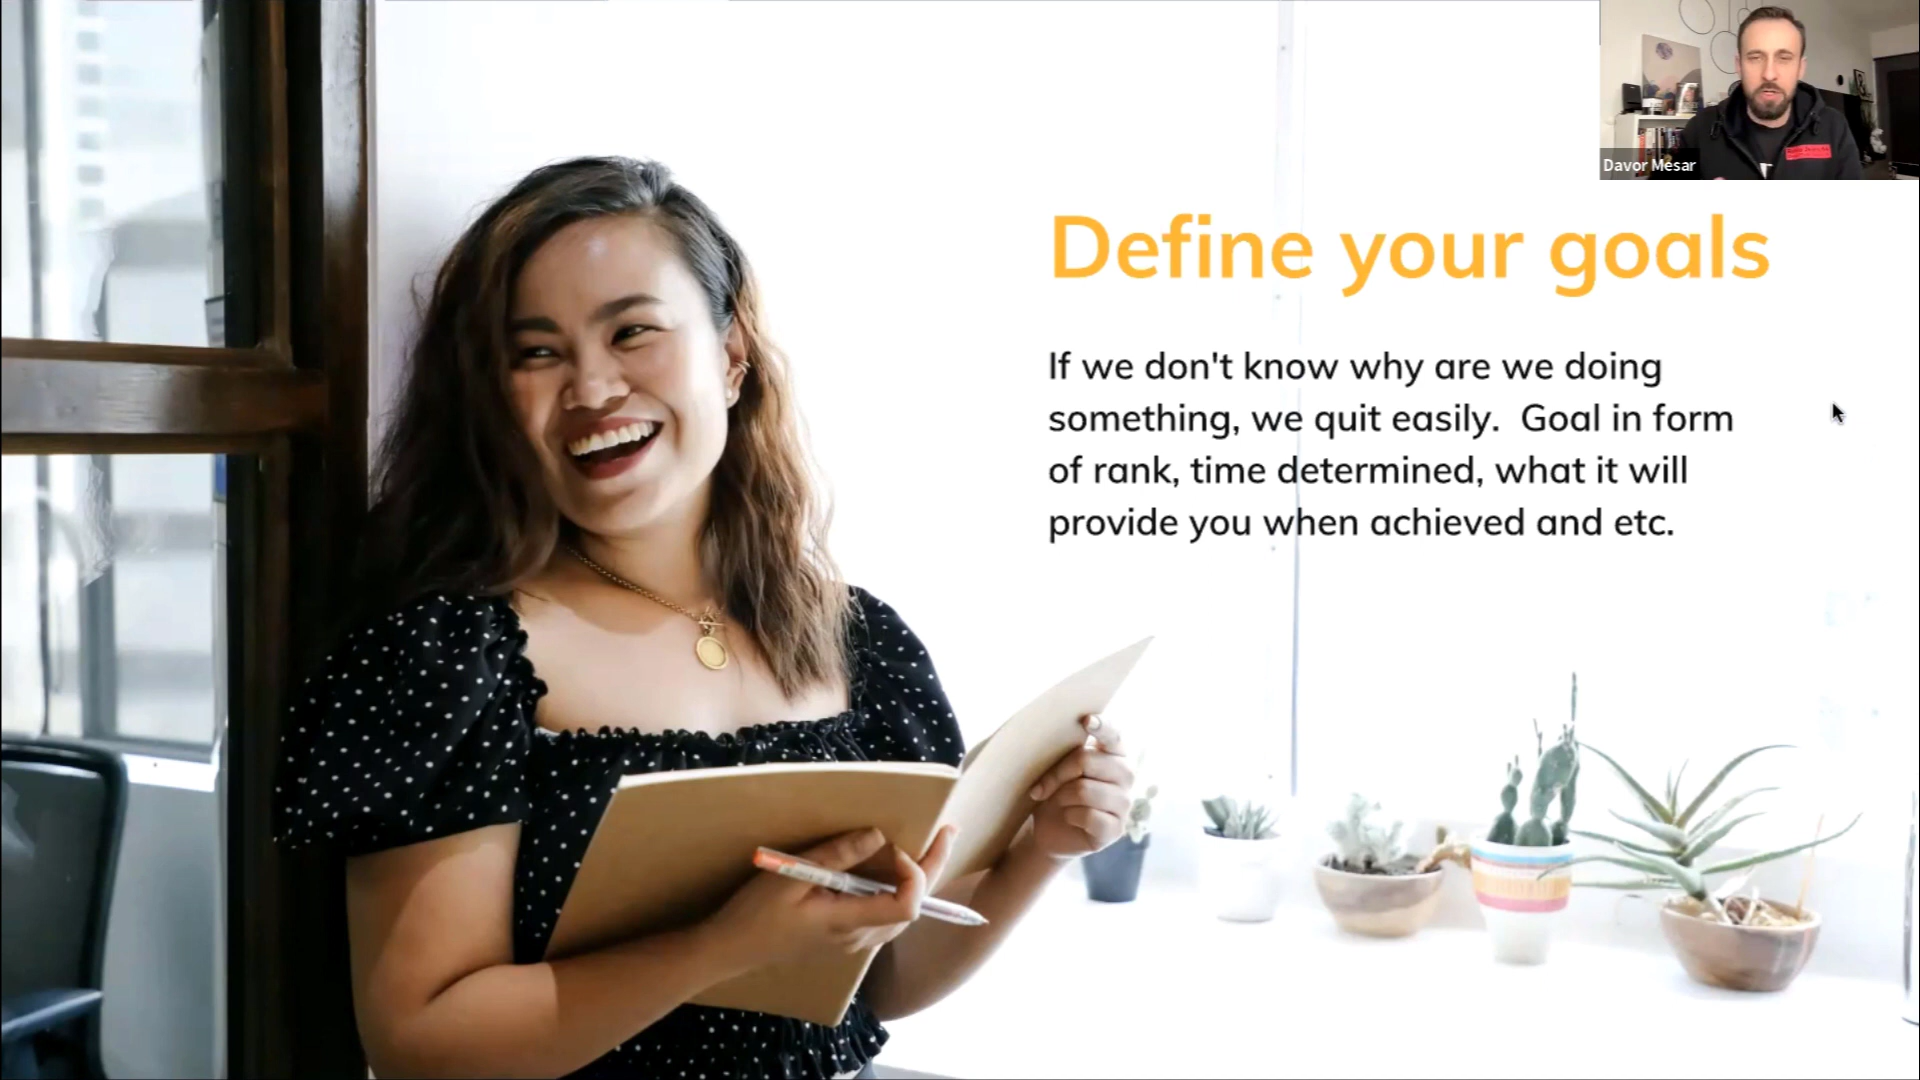 Davor Mesar
Define your goals
If we don't know why are we doing
something, we quit easily.  Goal in form
of rank, time determined, what it will
provide you when achieved and etc.